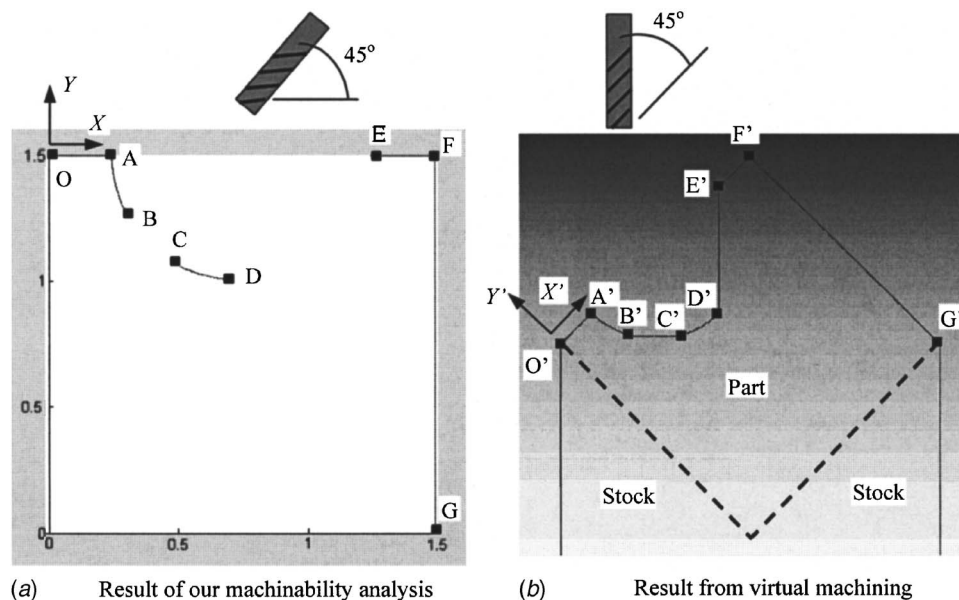 45°
Y
X
1.5
O
A
E
F
B
C
D
1
0.5
0
G
0
0.5
1
1.5
(a) Result of our machinability analysis
45°
F'
E'
Y'
X'
A'
B'
C'
D'
G'
O'
Part
Stock
Stock
(b) Result from virtual machining